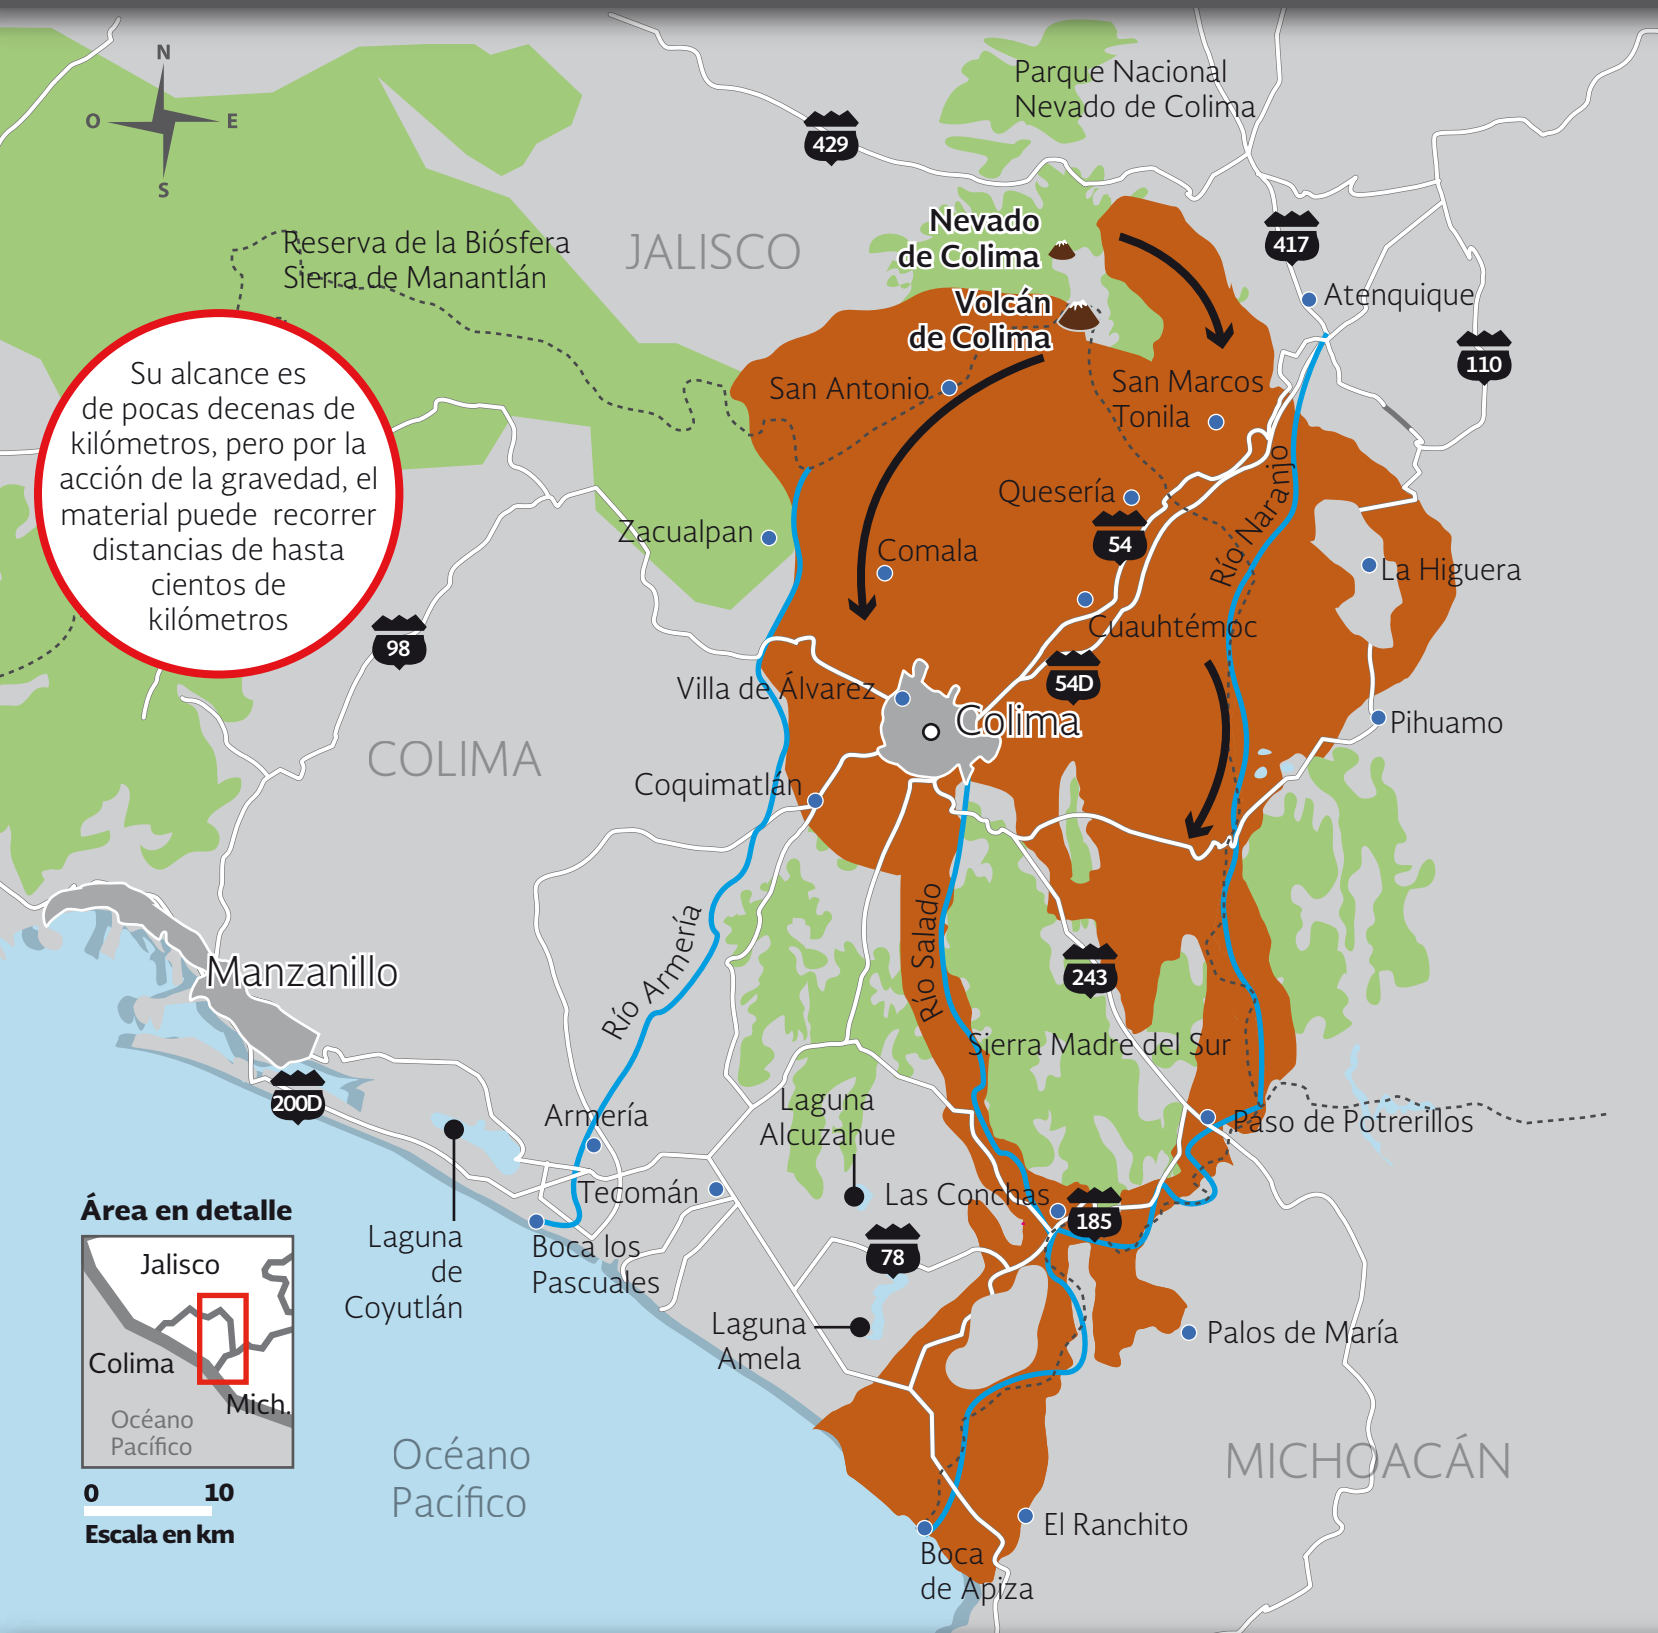 N
O
E
S
Parque Nacional
Nevado de Colima
429
Nevado
de Colima
417
JALISCO
Reserva de la Biósfera
Sierra de Manantlán
Atenquique
Volcán
de Colima
110
Su alcance es
de pocas decenas de
kilómetros, pero por la
acción de la gravedad, el
material puede recorrer
distancias de hasta
cientos de
kilómetros
San Antonio
San Marcos
Tonila
Quesería
Río Naranjo
Zacualpan
54
Comala
La Higuera
Cuauhtémoc
98
54D
Villa de Álvarez
Colima
Pihuamo
COLIMA
Coquimatlán
Río Armería
Río Salado
Manzanillo
243
Sierra Madre del Sur
200D
Armería
Laguna
Alcuzahue
Paso de Potrerillos
Tecomán
Las Conchas
185
Laguna
de
Coyutlán
Boca los
Pascuales
78
Laguna
Amela
Palos de María
Área en detalle
Jalisco
Colima
Mich.
Océano
Pacífico
0 10
Escala en km
Océano
Pacífico
MICHOACÁN
El Ranchito
Boca
de Apiza